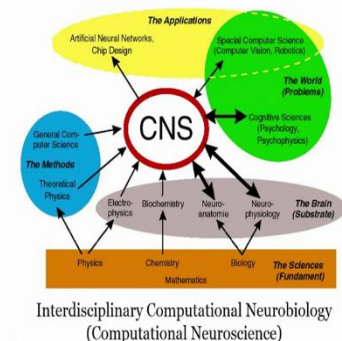 The Applications
Artificial Neural Networks,
Chip Design
Special Computer Science
(Computer Vision, Robotics)
The World
(Problems)
CNS
Cognitive Sciences
(Psychology,
Psychophysics)
General Com-
puter Science
The Methods
Theoretical
Physics
Electro-
physics
Biochemistry
Neuro-
anatomie
Neuro-
physiology
The Brain
(Substrate)
Physics
Chemistry
Biology
The Sciences
(Fundament)
Mathematics
Interdisciplinary Computational Neurobiology
(Computational Neuroscience)